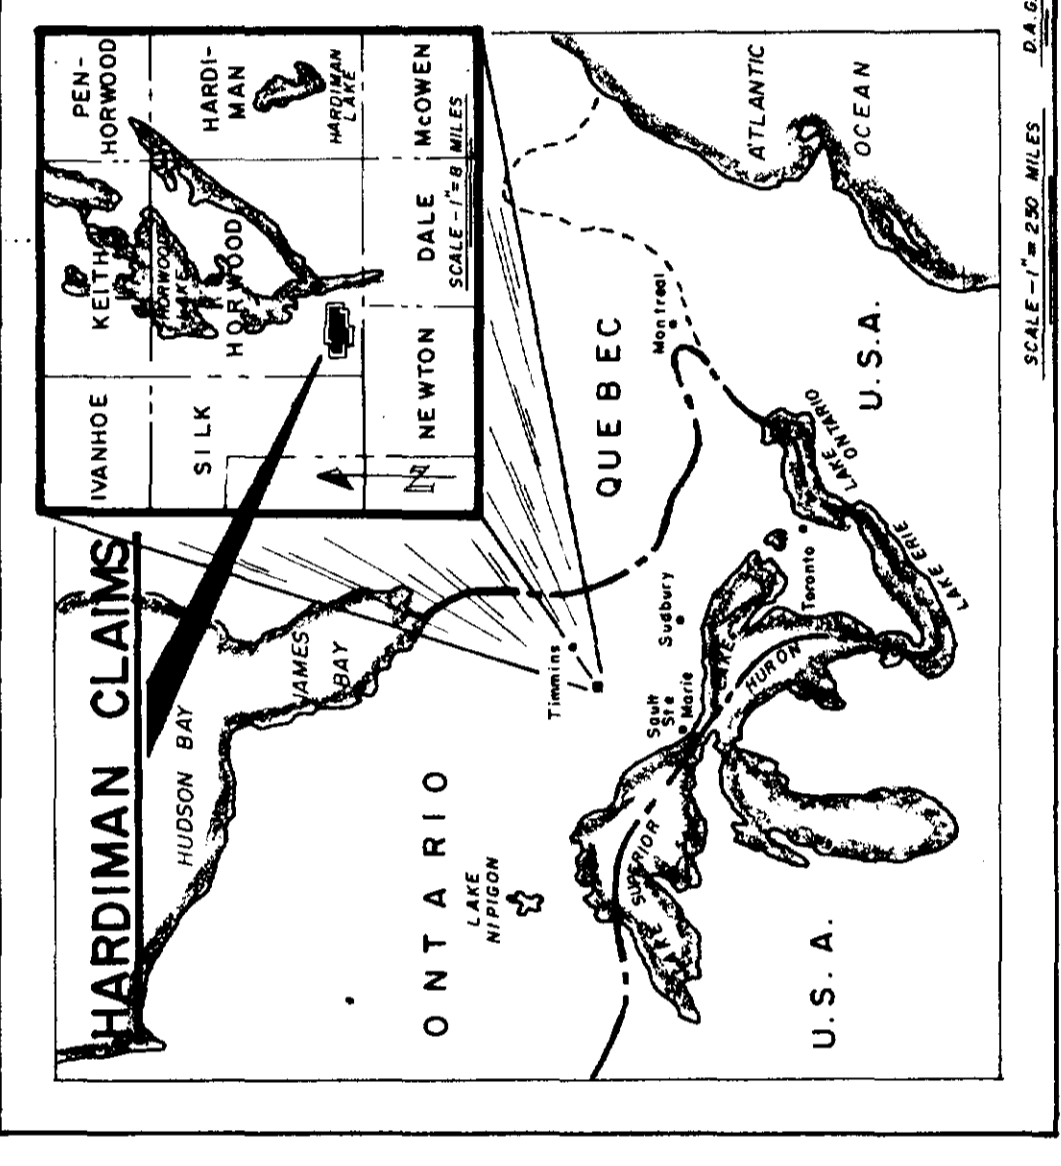 HARDIMAN CLAIMS
HUDSON BAY
JAMES
BAY
ONTARIO
LAKE
NIPIGON
Timmins
Sudbury
Sault
Ste
Marie
LAKE SUPERIOR
LAKE
HURON
Toronto
LAKE
ONTARIO
LAKE ERIE
QUEBEC
Montreal
U.S.A.
U.S.A.
ATLANTIC
OCEAN
IVANHOE
KEITH
PEN-
HORWOOD
SILK
HORWOOD
LAKE
HORWOOD
HARDI-
MAN
HARDIMAN
LAKE
N
NEWTON
DALE
McOWEN
SCALE - 1" = 8 MILES
SCALE - 1" = 250 MILES
D.A.G.